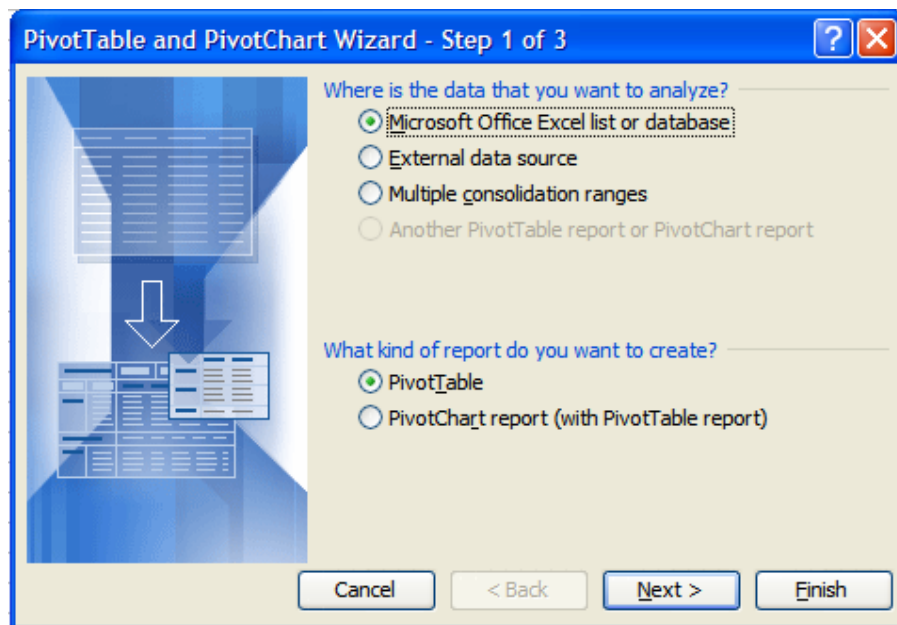 PivotTable and PivotChart Wizard - Step 1 of 3
Where is the data that you want to analyze?
Microsoft Office Excel list or database
External data source
Multiple consolidation ranges
Another PivotTable report or PivotChart report
What kind of report do you want to create?
PivotTable
PivotChart report (with PivotTable report)
Cancel < Back Next > Finish